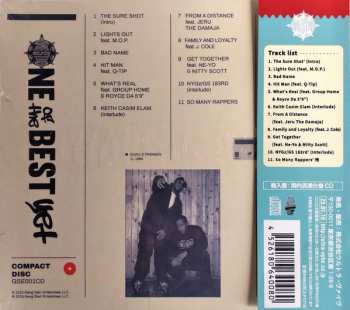 ONE
OF
THE
BEST
Yet
COMPACT
DISC
GSE001CD
1 THE SURE SHOT
(Intro)
2 LIGHTS OUT
feat. M.O.P.
3 BAD NAME
4 HIT MAN
feat. Q-TIP
5 WHAT'S REAL
feat. GROUP HOME
& ROYCE DA 5'9"
6 KEITH CASIM ELAM
(interlude)
7 FROM A DISTANCE
feat. JERU
THE DAMAJA
8 FAMILY AND LOYALTY
feat. J COLE
9 GET TOGETHER
feat. NE-YO
& NITTY SCOTT
10 NYGz/GS 183RD
(Interlude)
11 SO MANY RAPPERS
Track list
1. The Sure Shot* (Intro)
2. Lights Out (feat. M.O.P.)
3. Bad Name
4. Hit Man (feat. Q-Tip)
5. What's Real (feat. Group Home
& Royce Da 5'9")
6. Keith Casim Elam (interlude)
7. From A Distance
(feat. Jeru The Damaja)
8. Family and Loyalty (feat. J. Cole)
9. Get Together
(feat. Ne-Yo & Nitty Scott)
10. NYGz/GS 183rd* (Interlude)
11. So Many Rappers*
4526180640400